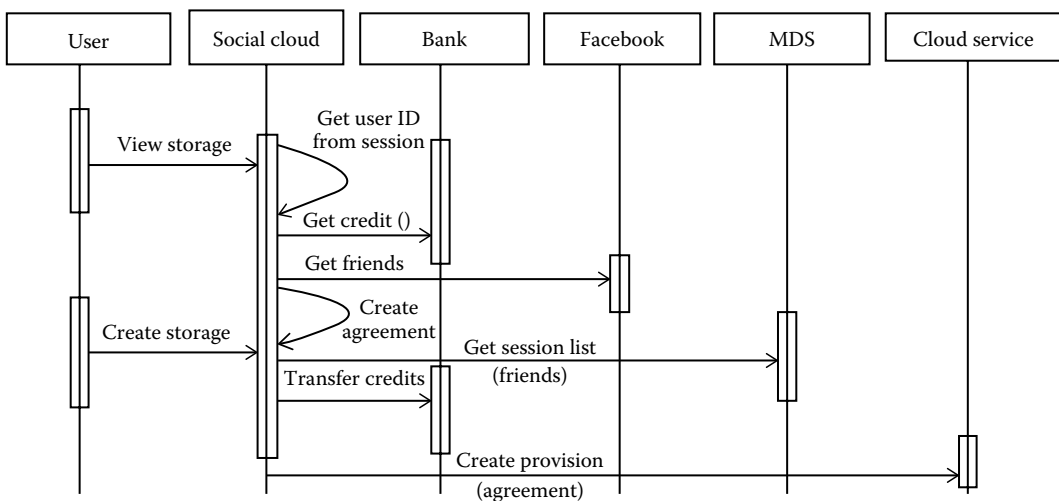 User
Social cloud
Bank
Facebook
MDS
Cloud service
Get user ID
from session
View storage
Get credit ()
Get friends
Create
agreement
Create storage
Get session list
(friends)
Transfer credits
Create provision
(agreement)